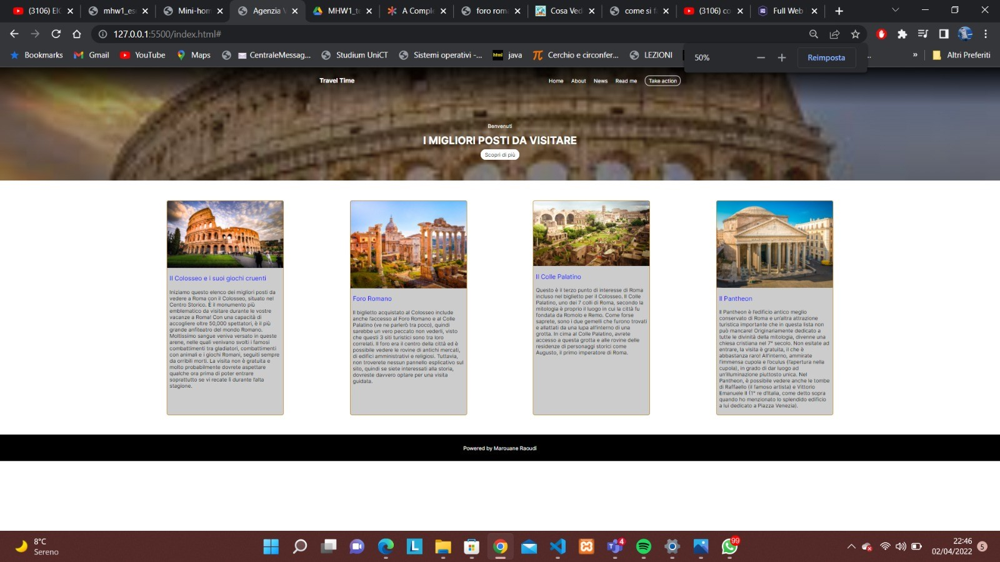 (3106) El
mhw1_es
Mini-hom
Agenzia V
MHW1_te
A Comple
foro roma
Cosa Ved
come si f
(3106) co
Full Web
127.0.0.1:5500/index.html#
Bookmarks
Gmail
YouTube
Maps
CentraleMessag...
Studium UniCT
Sistemi operativi -...
java
Cerchio e circonfer...
LEZIONI
»
Altri Preferiti
50%
Reimposta
Travel Time
Home
About
News
Read me
Take action
Benvenuti
I MIGLIORI POSTI DA VISITARE
Scopri di più
Il Colosseo e i suoi giochi cruenti
Iniziamo questo elenco dei migliori posti da
vedere a Roma con il Colosseo, situato nel
Centro Storico. È il monumento più
emblematico da visitare durante le vostre
vacanze a Roma! Con una capacità di
accogliere oltre 50,000 spettatori, è il più
grande anfiteatro del mondo Romano.
Moltissimo sangue veniva versato in queste
arene, nelle quali venivano svolti i famosi
combattimenti tra gladiatori, combattimenti
con animali e i giochi Romani, seguiti sempre
da orribili morti. La visita non è gratuita e
molto probabilmente dovrete aspettare
qualche ora prima di poter entrare
soprattutto se vi recate lì durante l'alta
stagione.
Foro Romano
Il biglietto acquistato al Colosseo include
anche l'accesso al Foro Romano e al Colle
Palatino (ve ne parlerò tra poco), quindi
sarebbe un vero peccato non vederli, visto
che questi 3 siti turistici sono tra loro
correlati. Il foro era il centro della città ed è
possibile vedere le rovine di antichi mercati,
di edifici amministrativi e religiosi. Tuttavia,
non troverete nessun pannello esplicativo sul
sito, quindi se siete interessati alla storia,
dovreste davvero optare per una visita
guidata.
Il Colle Palatino
Questo è il terzo punto di interesse di Roma
incluso nel biglietto per il Colosseo. Il Colle
Palatino, uno dei 7 colli di Roma, secondo la
mitologia è proprio il luogo in cui la città fu
fondata da Romolo e Remo. Come forse
saprete, sono i due gemelli che furono trovati
e allattati da una lupa all'interno di una
grotta. In cima al Colle Palatino, avrete
accesso a questa grotta e alle rovine delle
residenze di personaggi storici come
Augusto, il primo imperatore di Roma.
Il Pantheon
Il Pantheon è l'edificio antico meglio
conservato di Roma e un'altra attrazione
turistica importante che in questa lista non
può mancare! Originariamente dedicato a
tutte le divinità della mitologia, divenne una
chiesa cristiana nel 7° secolo. Non esitate ad
entrare, la visita è gratuita, il che è
abbastanza raro! All'interno, ammirate
l'immensa cupola e l'oculus (l'apertura nella
cupola), in grado di dar luogo ad
un'illuminazione piuttosto unica. Nel
Pantheon, è possibile vedere anche le tombe
di Raffaello (il famoso artista) e Vittorio
Emanuele II (1° re d'Italia, come detto sopra
quando ho menzionato lo splendido edificio
a lui dedicato a Piazza Venezia).
Powered by Marouane Raoudi
8°C
Sereno
4
99
22:46
02/04/2022
5